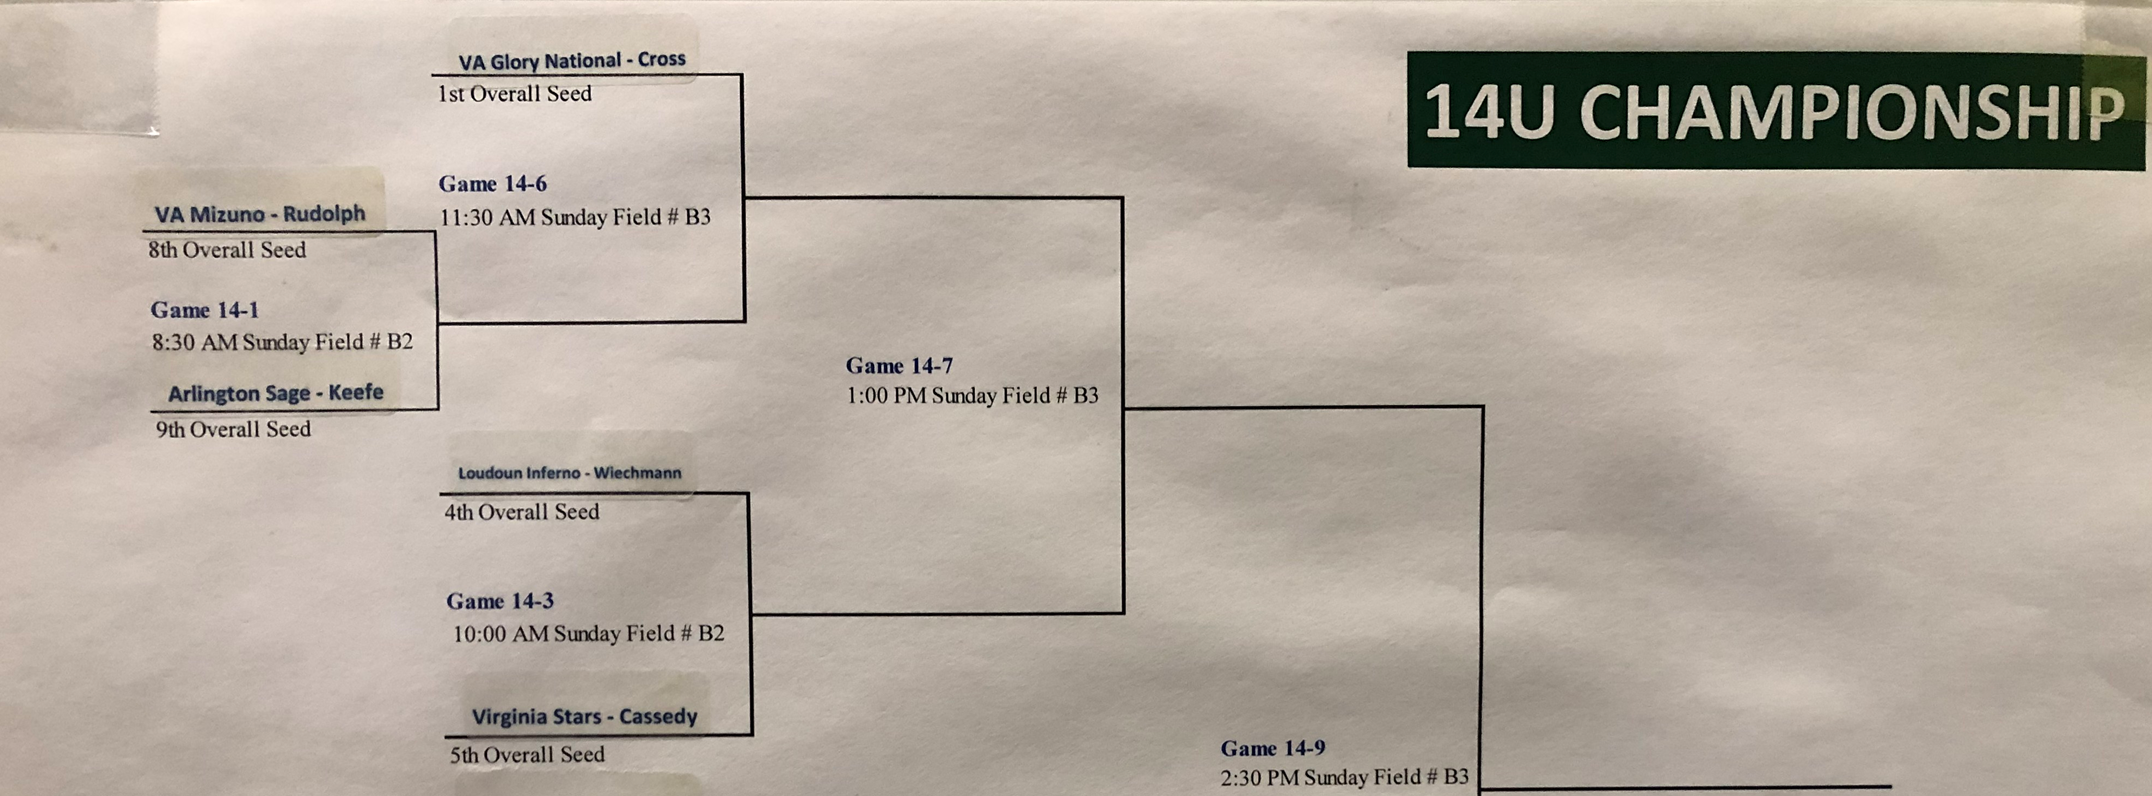 VA Glory National - Cross
1st Overall Seed
14U CHAMPIONSHIP
Game 14-6
11:30 AM Sunday Field # B3
VA Mizuno - Rudolph
8th Overall Seed
Game 14-1
8:30 AM Sunday Field # B2
Arlington Sage - Keefe
9th Overall Seed
Game 14-7
1:00 PM Sunday Field # B3
Loudoun Inferno - Wiechmann
4th Overall Seed
Game 14-3
10:00 AM Sunday Field # B2
Virginia Stars - Cassedy
5th Overall Seed
Game 14-9
2:30 PM Sunday Field # B3